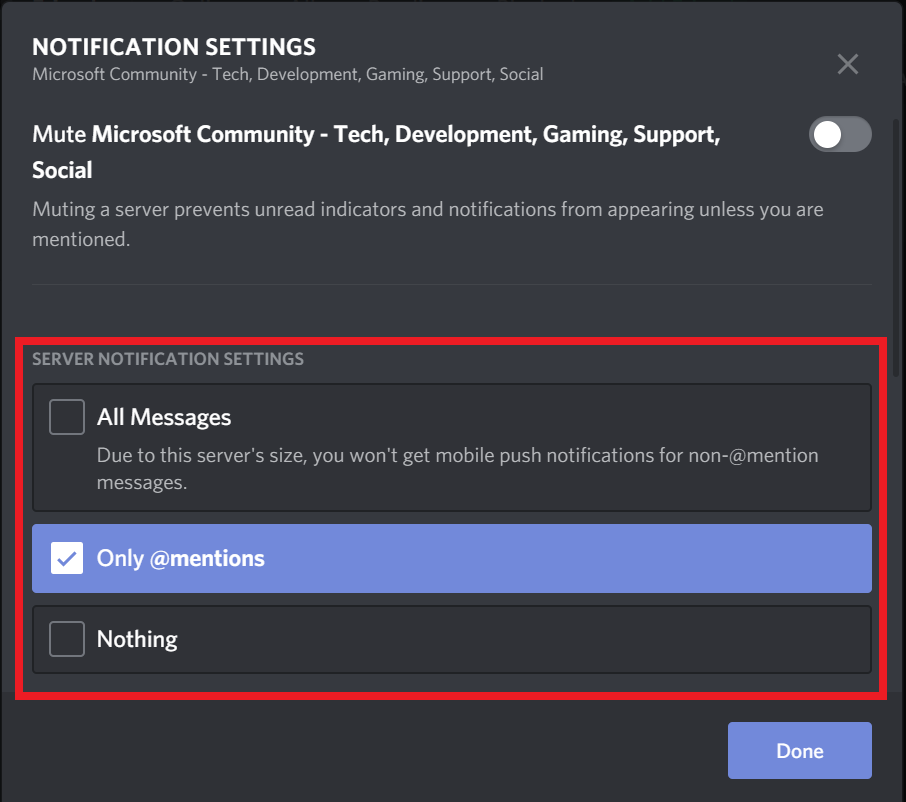 NOTIFICATION SETTINGS
Microsoft Community - Tech, Development, Gaming, Support, Social
Mute Microsoft Community - Tech, Development, Gaming, Support,
Social
Muting a server prevents unread indicators and notifications from appearing unless you are
mentioned.
SERVER NOTIFICATION SETTINGS
All Messages
Due to this server's size, you won't get mobile push notifications for non-@mention
messages.
Only @mentions
Nothing
Done